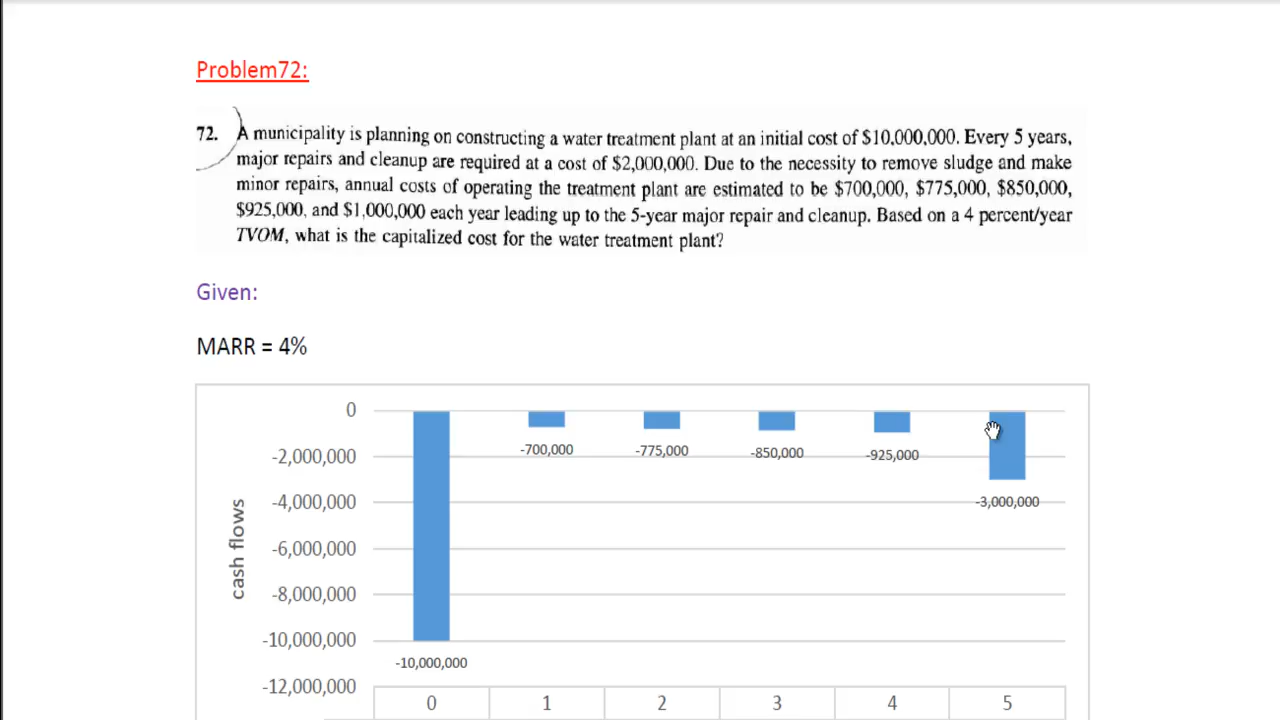 Problem72:
72. A municipality is planning on constructing a water treatment plant at an initial cost of $10,000,000. Every 5 years,
major repairs and cleanup are required at a cost of $2,000,000. Due to the necessity to remove sludge and make
minor repairs, annual costs of operating the treatment plant are estimated to be $700,000, $775,000, $850,000,
$925,000, and $1,000,000 each year leading up to the 5-year major repair and cleanup. Based on a 4 percent/year
TVOM, what is the capitalized cost for the water treatment plant?
Given:
MARR = 4%
0
-2,000,000
-4,000,000
-6,000,000
-8,000,000
-10,000,000
-12,000,000
cash flows
-10,000,000
-700,000
-775,000
-850,000
-925,000
-3,000,000
0 1 2 3 4 5